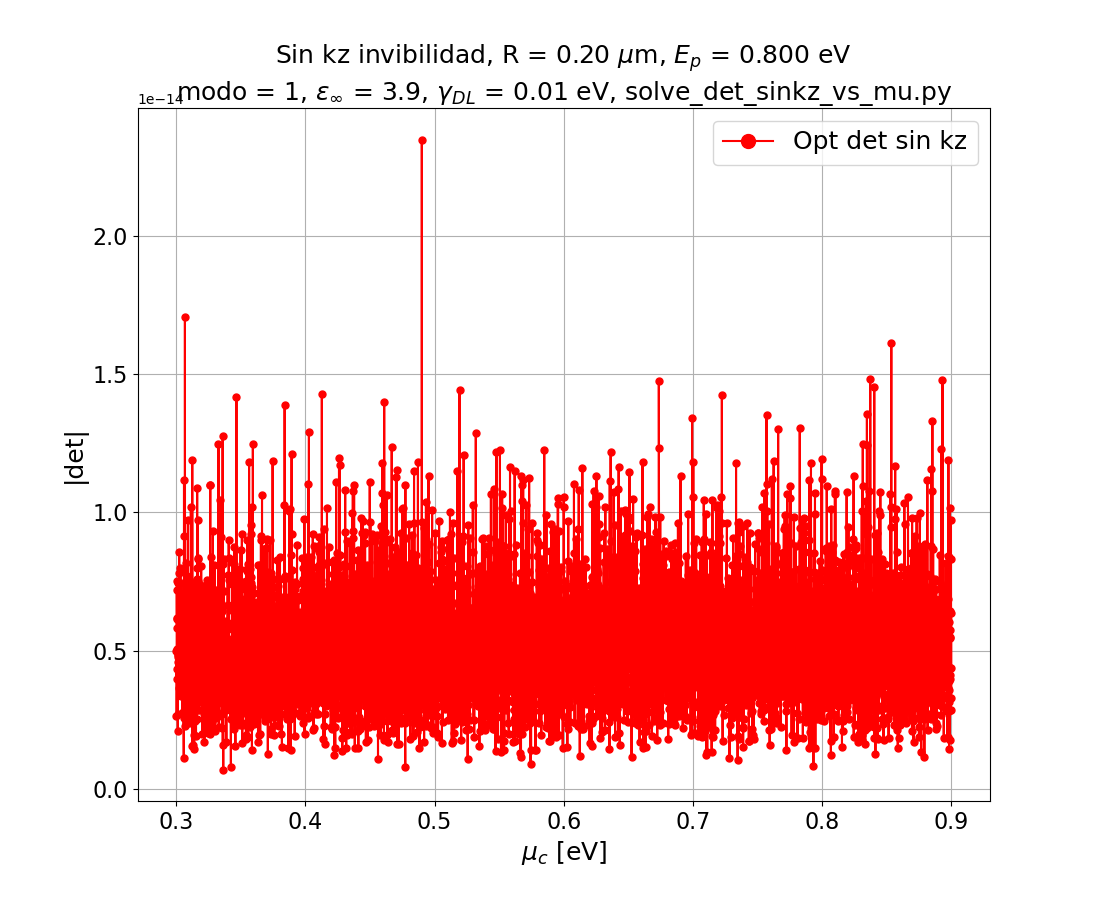 Sin kz invibilidad, R = 0.20 μm, E_p = 0.800 eV
modo = 1, ε_∞ = 3.9, γ_DL = 0.01 eV, solve_det_sinkz_vs_mu.py
1e−14
Opt det sin kz
2.0
1.5
1.0
0.5
0.0
|det|
0.3 0.4 0.5 0.6 0.7 0.8 0.9
μ_c [eV]